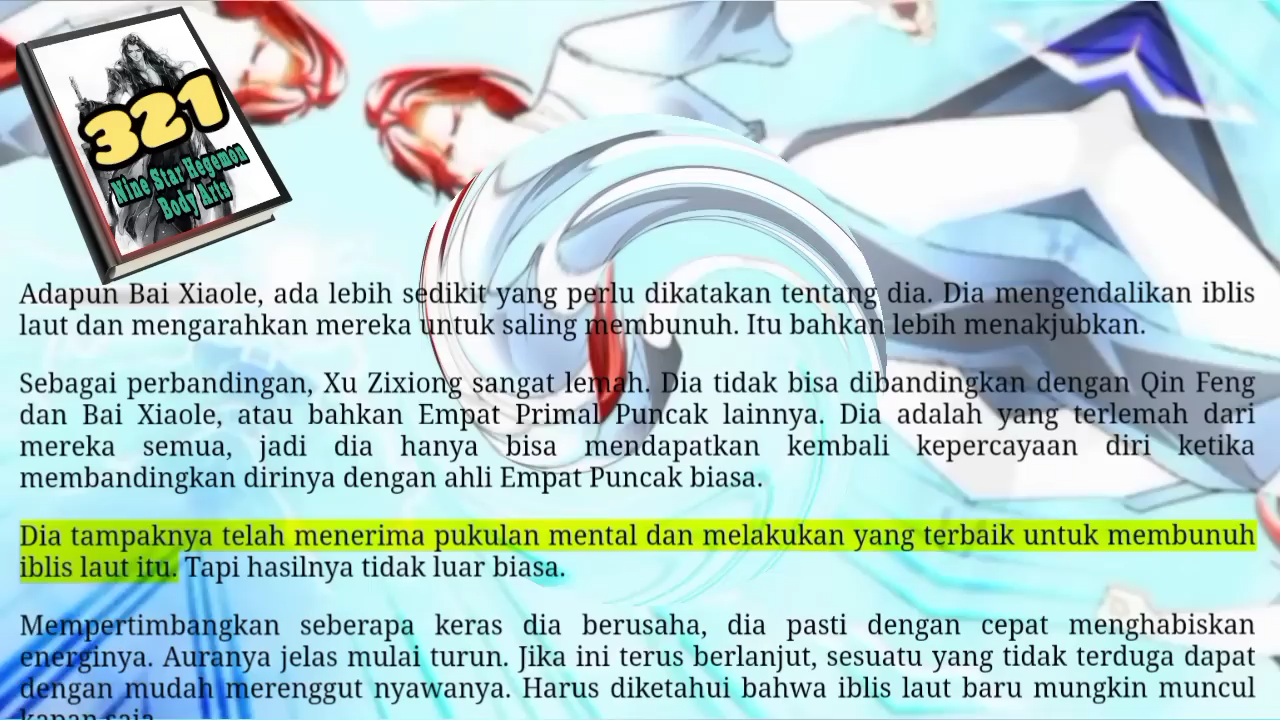 321
Nine Star Hegemon
Body Arts
Adapun Bai Xiaole, ada lebih sedikit yang perlu dikatakan tentang dia. Dia mengendalikan iblis
laut dan mengarahkan mereka untuk saling membunuh. Itu bahkan lebih menakjubkan.
Sebagai perbandingan, Xu Zixiong sangat lemah. Dia tidak bisa dibandingkan dengan Qin Feng
dan Bai Xiaole, atau bahkan Empat Primal Puncak lainnya. Dia adalah yang terlemah dari
mereka semua, jadi dia hanya bisa mendapatkan kembali kepercayaan diri ketika
membandingkan dirinya dengan ahli Empat Puncak biasa.
Dia tampaknya telah menerima pukulan mental dan melakukan yang terbaik untuk membunuh
iblis laut itu. Tapi hasilnya tidak luar biasa.
Mempertimbangkan seberapa keras dia berusaha, dia pasti dengan cepat menghabiskan
energinya. Auranya jelas mulai turun. Jika ini terus berlanjut, sesuatu yang tidak terduga dapat
dengan mudah merenggut nyawanya. Harus diketahui bahwa iblis laut baru mungkin muncul
kapan saja.